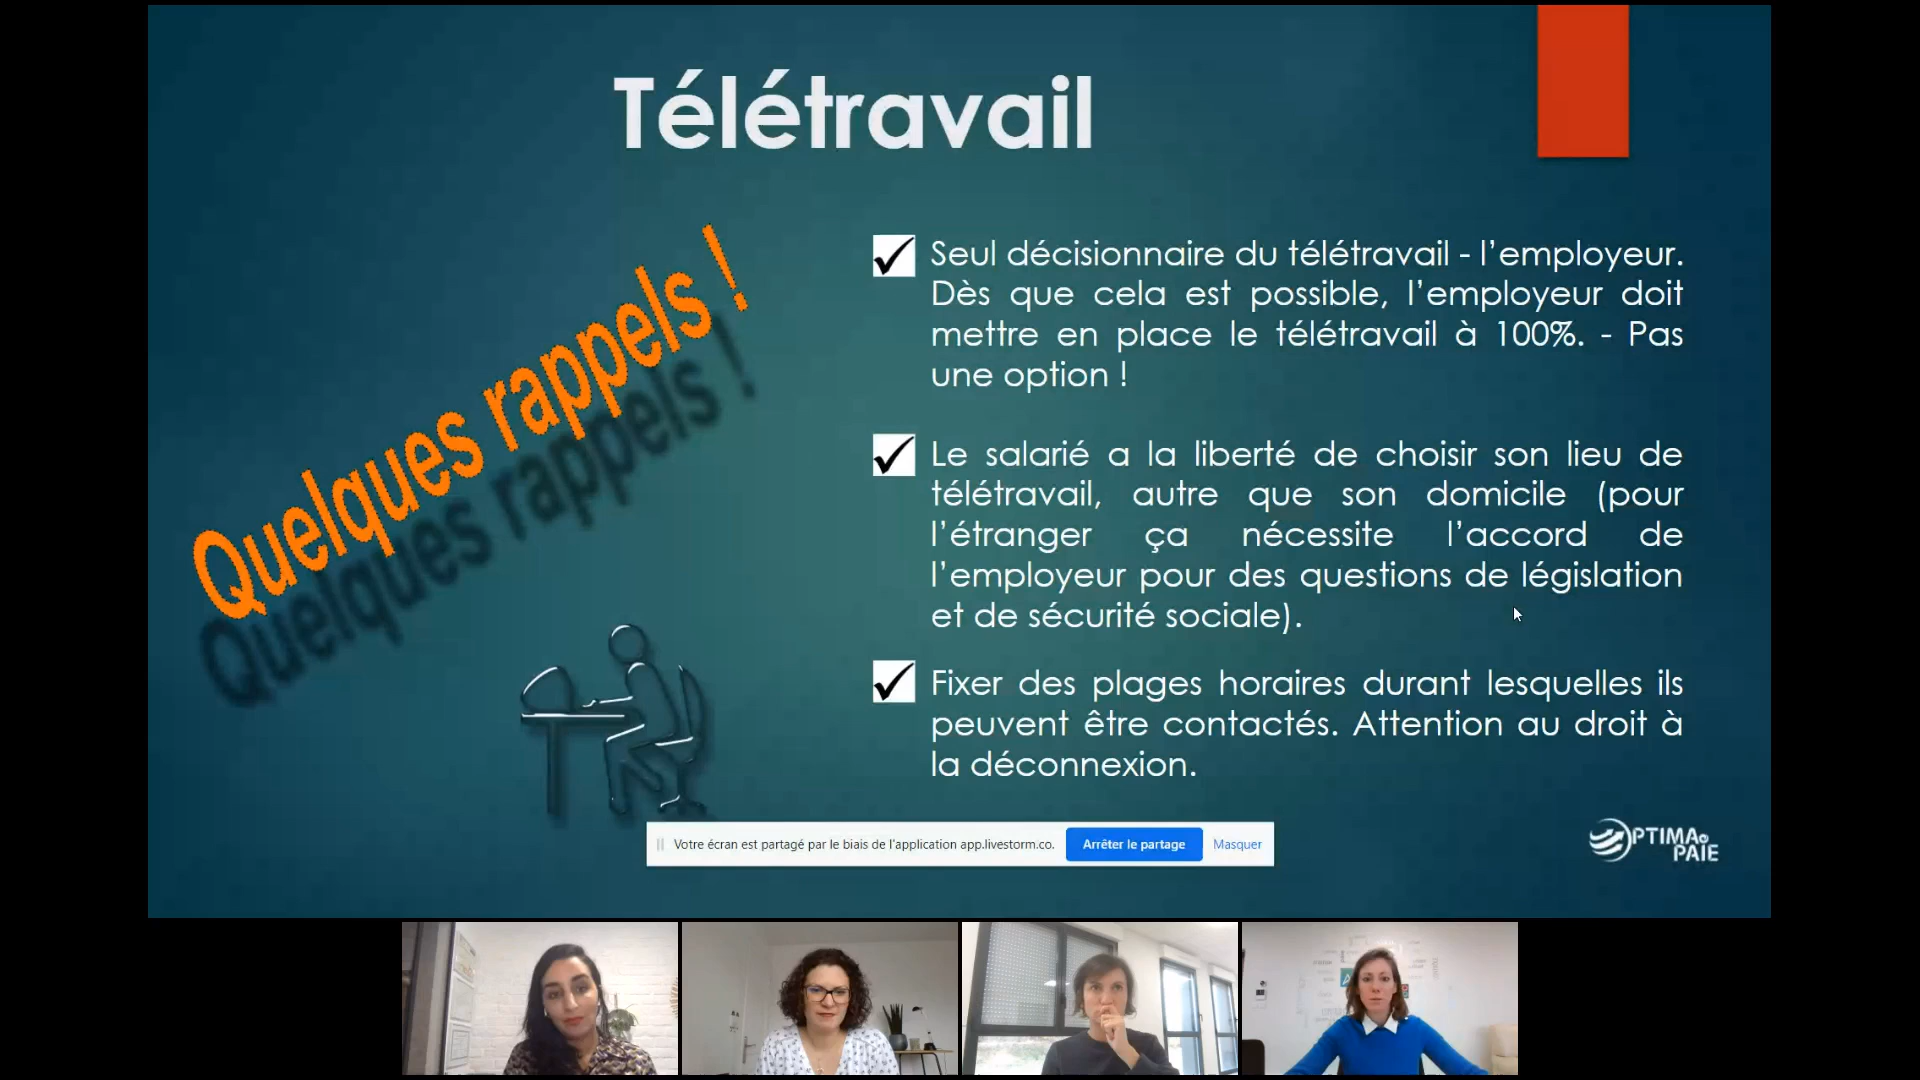 Télétravail
Quelques rappels !
Seul décisionnaire du télétravail - l’employeur.
Dès que cela est possible, l’employeur doit
mettre en place le télétravail à 100%. - Pas
une option !
Le salarié a la liberté de choisir son lieu de
télétravail, autre que son domicile (pour
l’étranger ça nécessite l’accord de
l’employeur pour des questions de législation
et de sécurité sociale).
Fixer des plages horaires durant lesquelles ils
peuvent être contactés. Attention au droit à
la déconnexion.
Votre écran est partagé par le biais de l'application app.livestorm.co.
Arrêter le partage
Masquer
OPTIMA
PAIE